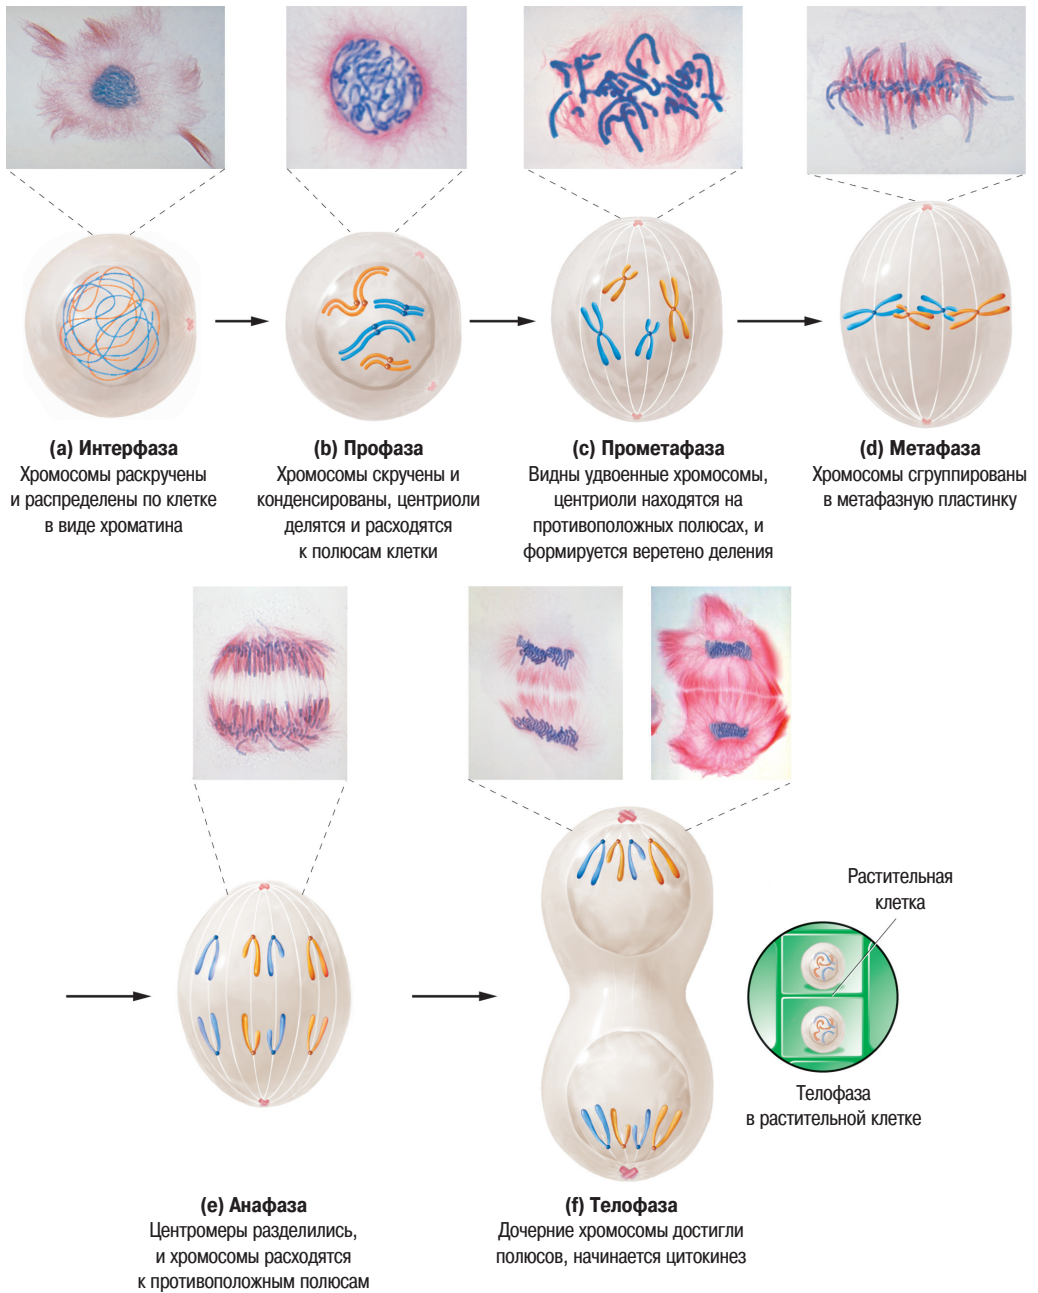 (a) Интерфаза
Хромосомы раскручены
и распределены по клетке
в виде хроматина
(b) Профаза
Хромосомы скручены и
конденсированы, центриоли
делятся и расходятся
к полюсам клетки
(c) Прометафаза
Видны удвоенные хромосомы,
центриоли находятся на
противоположных полюсах, и
формируется веретено деления
(d) Метафаза
Хромосомы сгруппированы
в метафазную пластинку
Растительная
клетка
Телофаза
в растительной клетке
(e) Анафаза
Центромеры разделились,
и хромосомы расходятся
к противоположным полюсам
(f) Телофаза
Дочерние хромосомы достигли
полюсов, начинается цитокинез